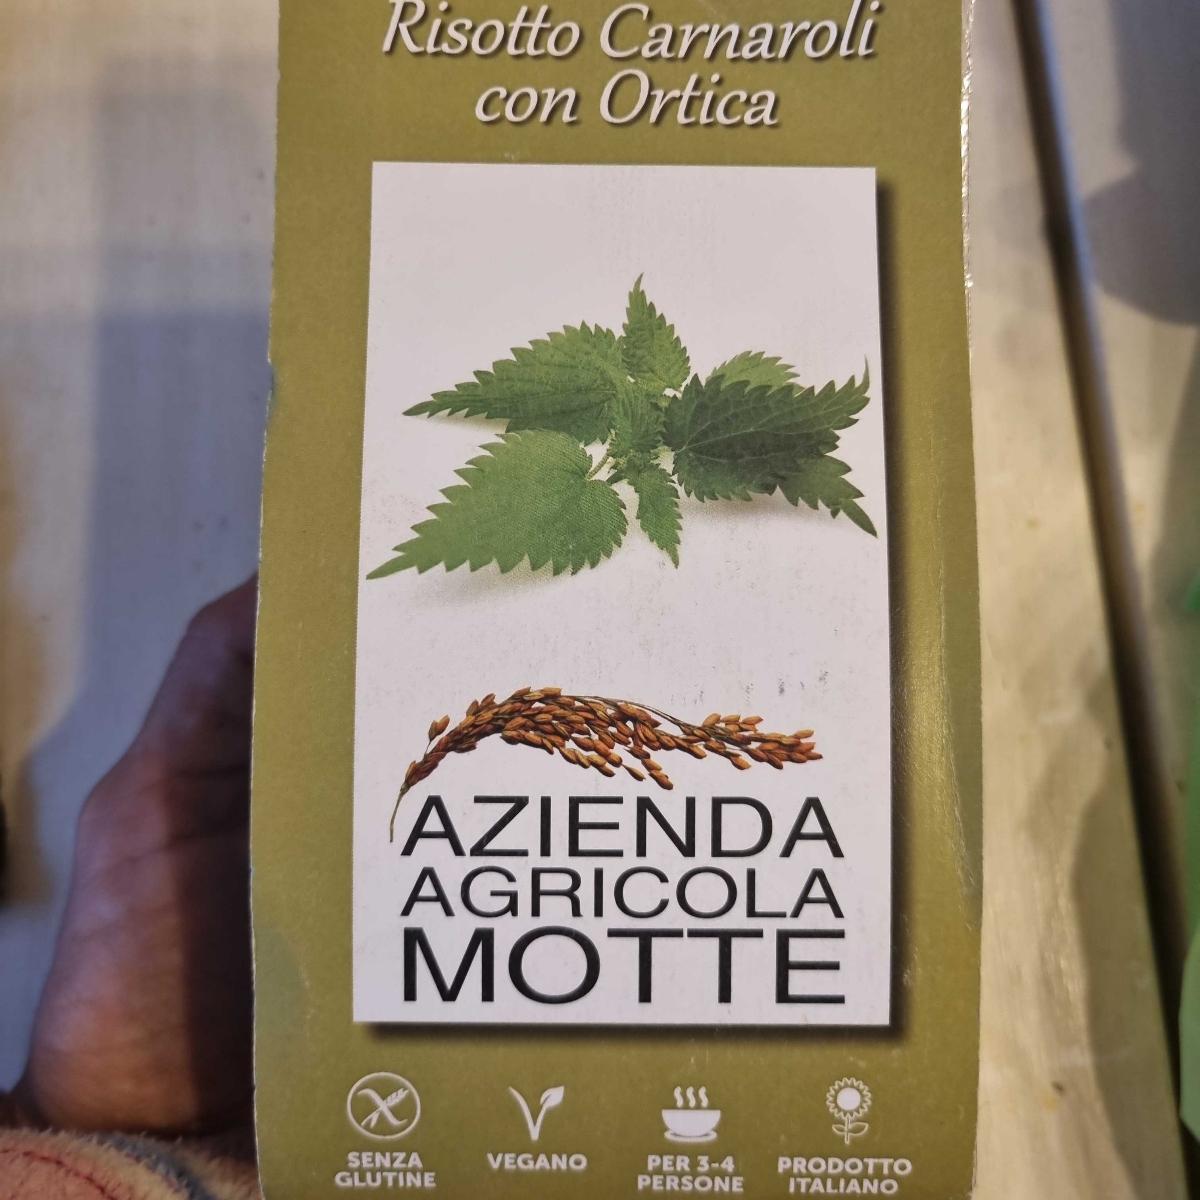 Risotto Carnaroli
con Ortica
AZIENDA
AGRICOLA
MOTTE
SENZA
GLUTINE
VEGANO
PER 3-4
PERSONE
PRODOTTO
ITALIANO